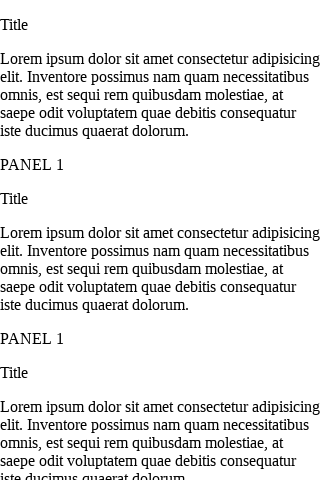 Title
Lorem ipsum dolor sit amet consectetur adipisicing
elit. Inventore possimus nam quam necessitatibus
omnis, est sequi rem quibusdam molestiae, at
saepe odit voluptatem quae debitis consequatur
iste ducimus quaerat dolorum.
PANEL 1
Title
Lorem ipsum dolor sit amet consectetur adipisicing
elit. Inventore possimus nam quam necessitatibus
omnis, est sequi rem quibusdam molestiae, at
saepe odit voluptatem quae debitis consequatur
iste ducimus quaerat dolorum.
PANEL 1
Title
Lorem ipsum dolor sit amet consectetur adipisicing
elit. Inventore possimus nam quam necessitatibus
omnis, est sequi rem quibusdam molestiae, at
saepe odit voluptatem quae debitis consequatur
iste ducimus quaerat dolorum.